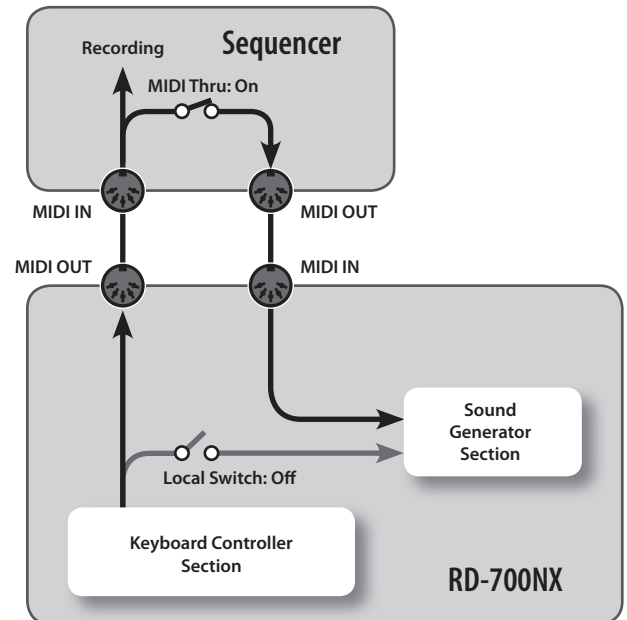 Sequencer
Recording
MIDI Thru: On
MIDI IN
MIDI OUT
MIDI OUT
MIDI IN
Sound
Generator
Section
Local Switch: Off
Keyboard Controller
Section
RD-700NX